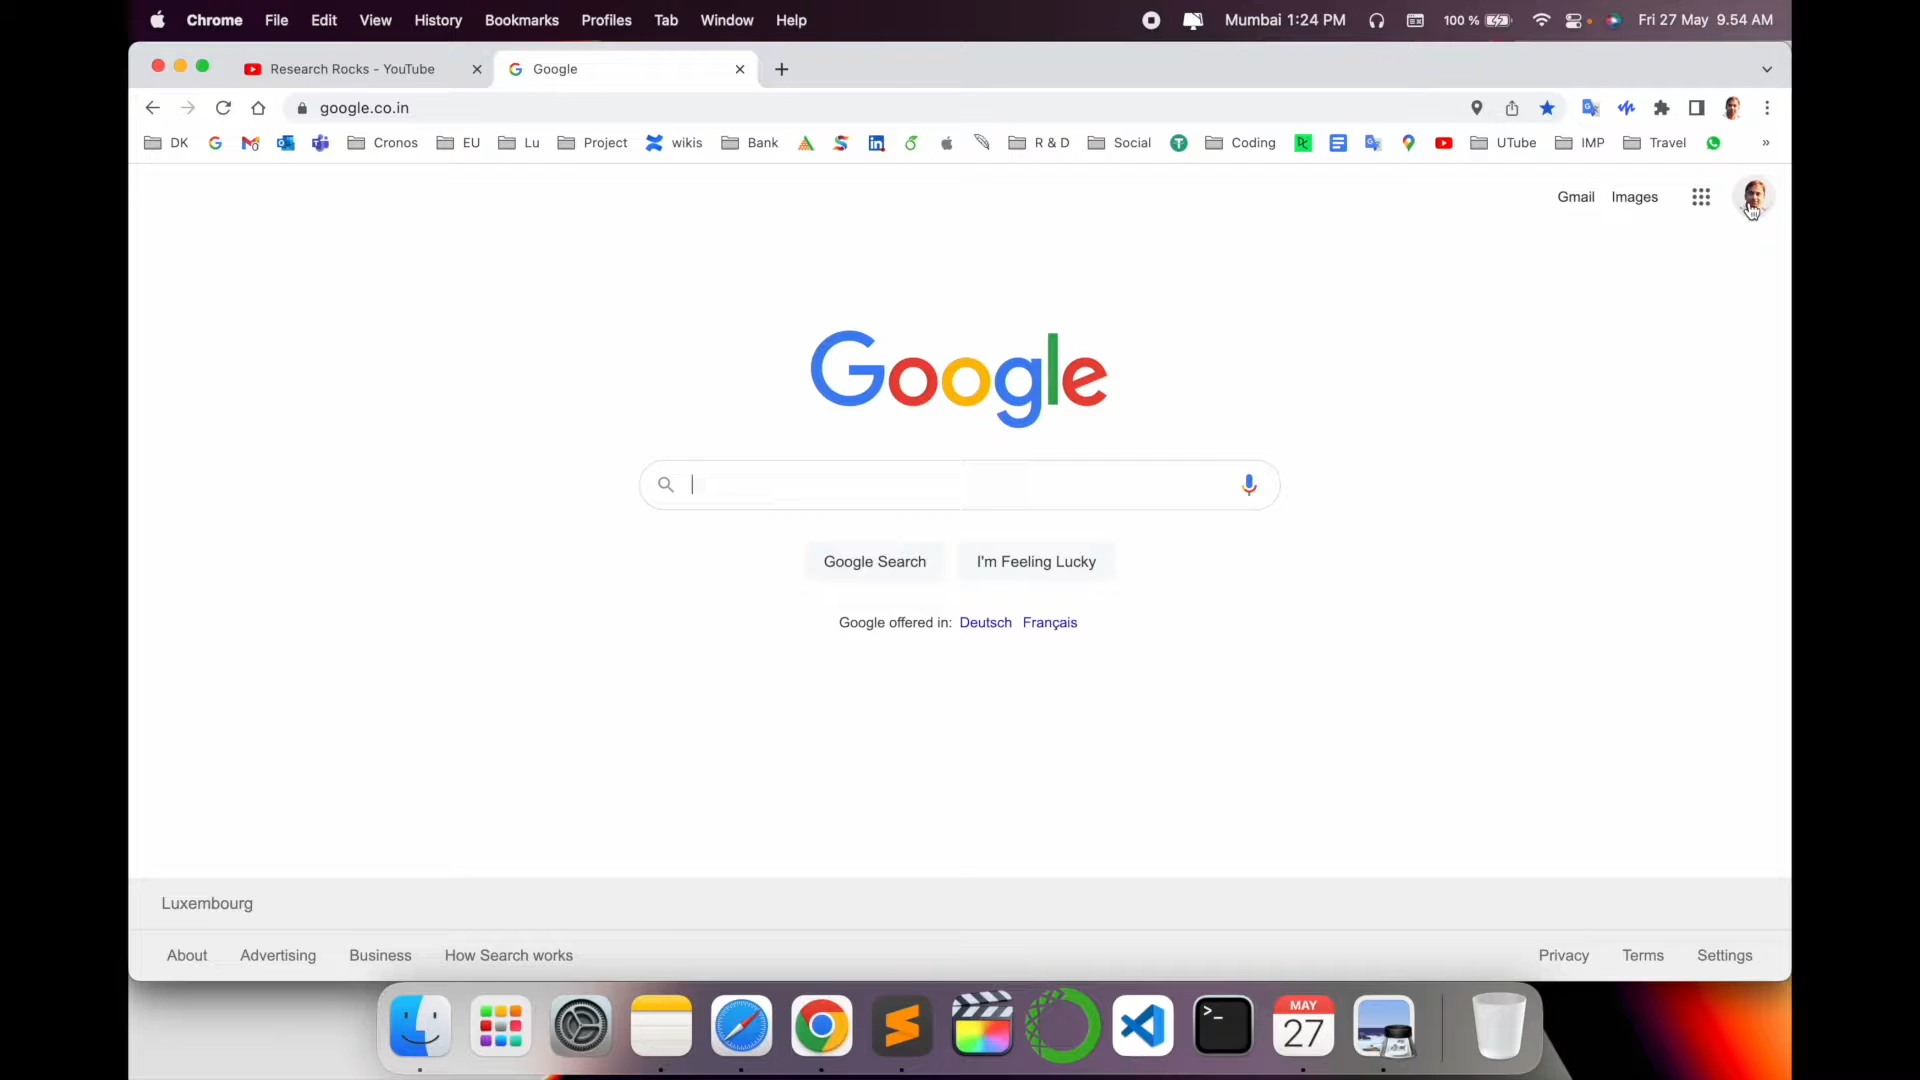 Chrome File Edit View History Bookmarks Profiles Tab Window Help Mumbai 1:24 PM 100 % Fri 27 May 9.54 AM
Research Rocks - YouTube Google
google.co.in
DK Cronos EU Lu Project wikis Bank R & D Social Coding UTube IMP Travel »
Gmail Images
Google
Google Search I'm Feeling Lucky
Google offered in: Deutsch Français
Luxembourg
About Advertising Business How Search works Privacy Terms Settings
MAY
27